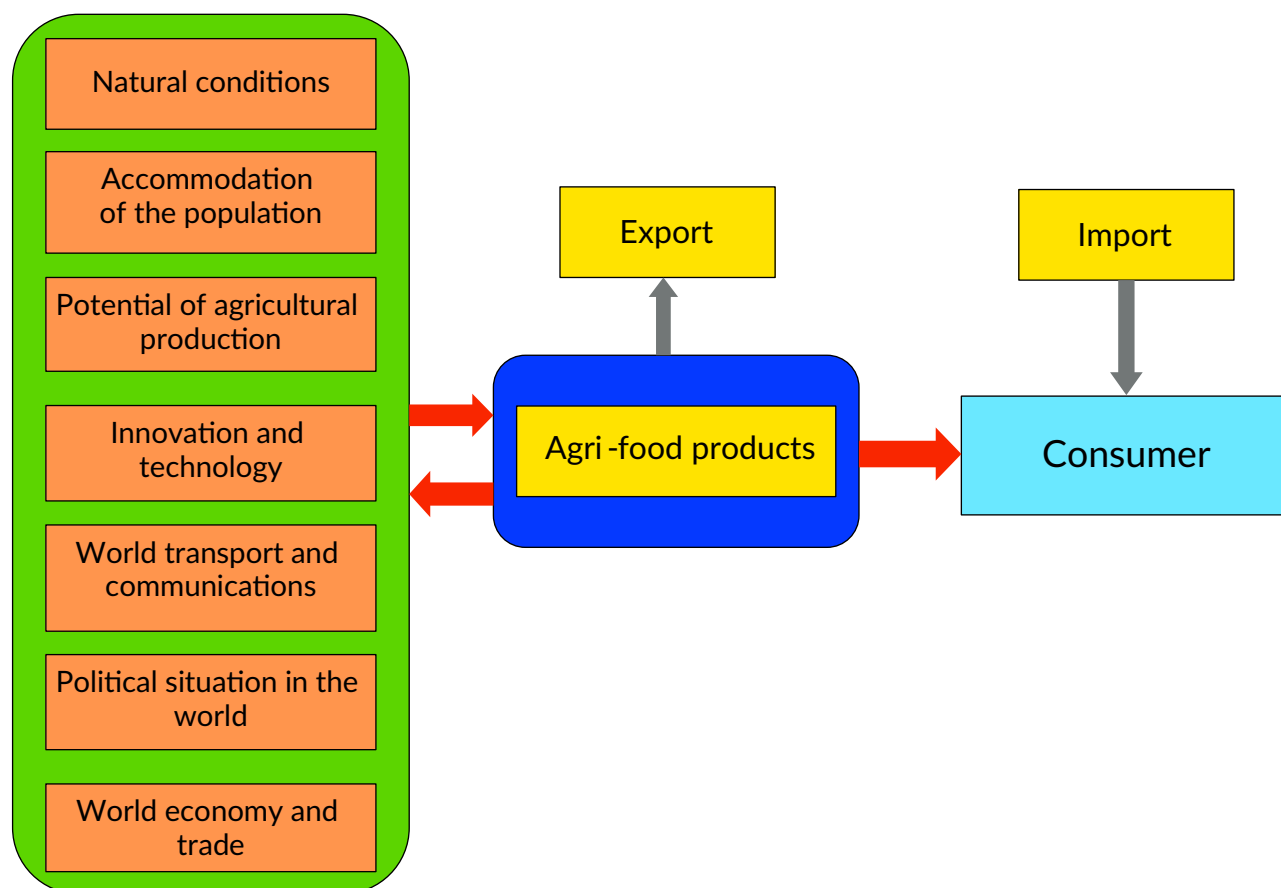 Natural conditions
Accommodation
of the population
Potential of agricultural
production
Innovation and
technology
World transport and
communications
Political situation in the
world
World economy and
trade
Export
Agri-food products
Import
Consumer